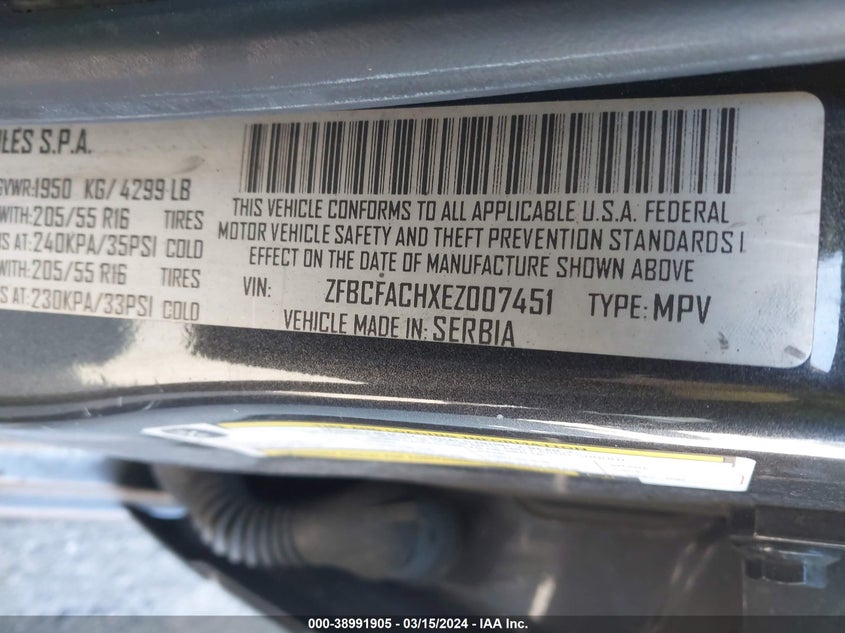 ILES S.P.A.
GVWR:1950 KG/ 4299 LB
WITH:205/55 R16 TIRES
S AT:240KPA/35PSI COLD
WITH:205/55 R16 TIRES
S AT:230KPA/33PSI COLD
THIS VEHICLE CONFORMS TO ALL APPLICABLE U.S.A. FEDERAL
MOTOR VEHICLE SAFETY AND THEFT PREVENTION STANDARDS I
EFFECT ON THE DATE OF MANUFACTURE SHOWN ABOVE
VIN: ZFBCFACHXEZ007451 TYPE: MPV
VEHICLE MADE IN: SERBIA
000-38991905 - 03/15/2024 - IAA Inc.